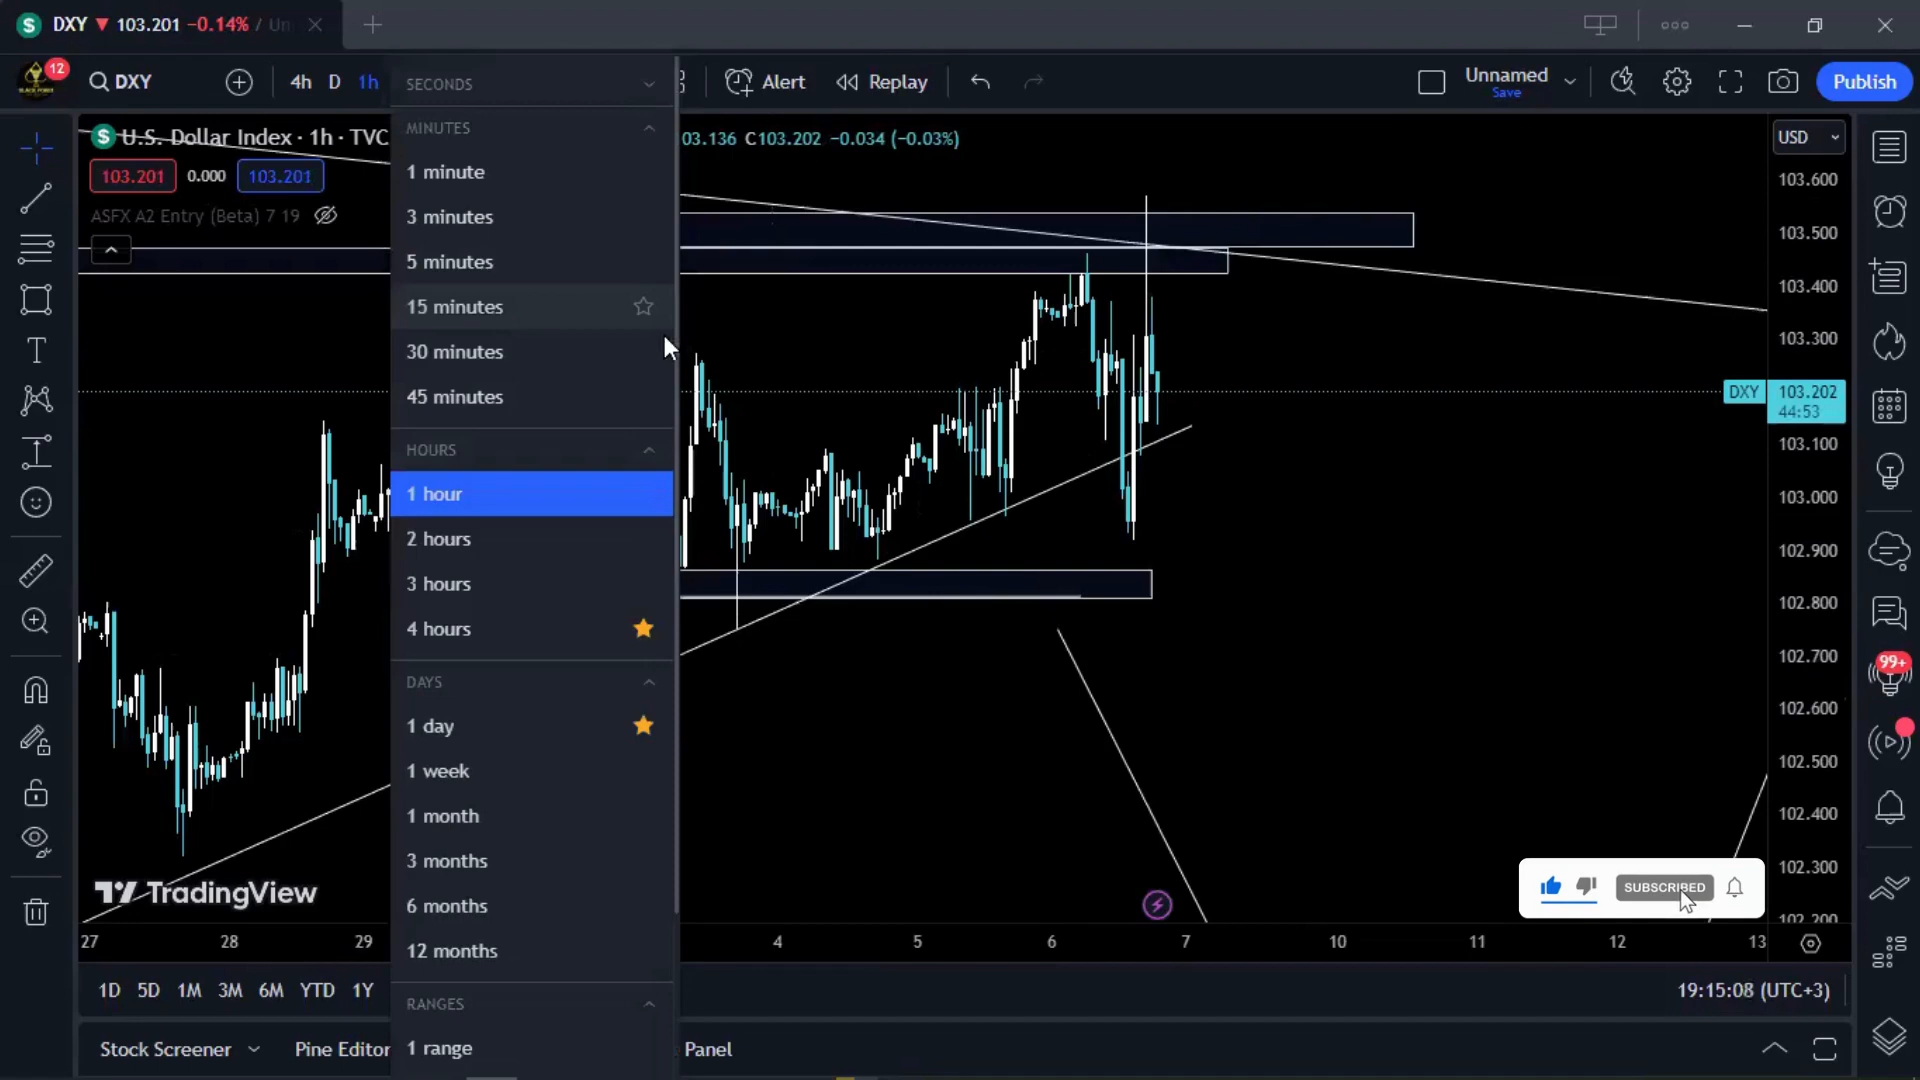 DXY ▼ 103.201 −0.14% / Un
12
DXY
4h D 1h
Alert
Replay
Unnamed
Save
Publish
U.S. Dollar Index · 1h · TVC
03.136 C103.202 −0.034 (−0.03%)
103.201 0.000 103.201
ASFX A2 Entry (Beta) 7 19
SECONDS
MINUTES
1 minute
3 minutes
5 minutes
15 minutes
30 minutes
45 minutes
HOURS
1 hour
2 hours
3 hours
4 hours
DAYS
1 day
1 week
1 month
3 months
6 months
12 months
RANGES
1 range
USD
103.600
103.500
103.400
103.300
DXY 103.202
44:53
103.100
103.000
102.900
102.800
102.700
102.600
102.500
102.400
102.300
102.200
99+
SUBSCRIBED
TradingView
27 28 29 4 5 6 7 10 11 12 13
1D 5D 1M 3M 6M YTD 1Y
19:15:08 (UTC+3)
Stock Screener Pine Editor Panel